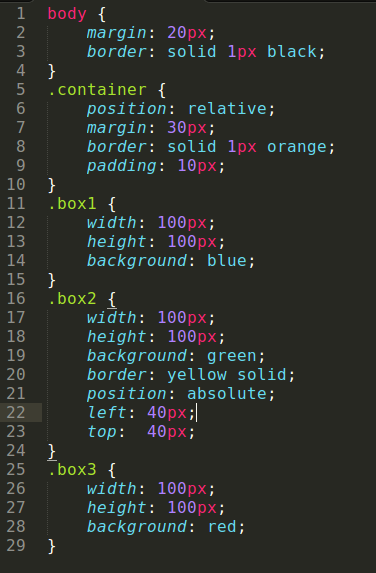 1 body {
2     margin: 20px;
3     border: solid 1px black;
4 }
5 .container {
6     position: relative;
7     margin: 30px;
8     border: solid 1px orange;
9     padding: 10px;
10 }
11 .box1 {
12     width: 100px;
13     height: 100px;
14     background: blue;
15 }
16 .box2 {
17     width: 100px;
18     height: 100px;
19     background: green;
20     border: yellow solid;
21     position: absolute;
22     left: 40px;
23     top:  40px;
24 }
25 .box3 {
26     width: 100px;
27     height: 100px;
28     background: red;
29 }